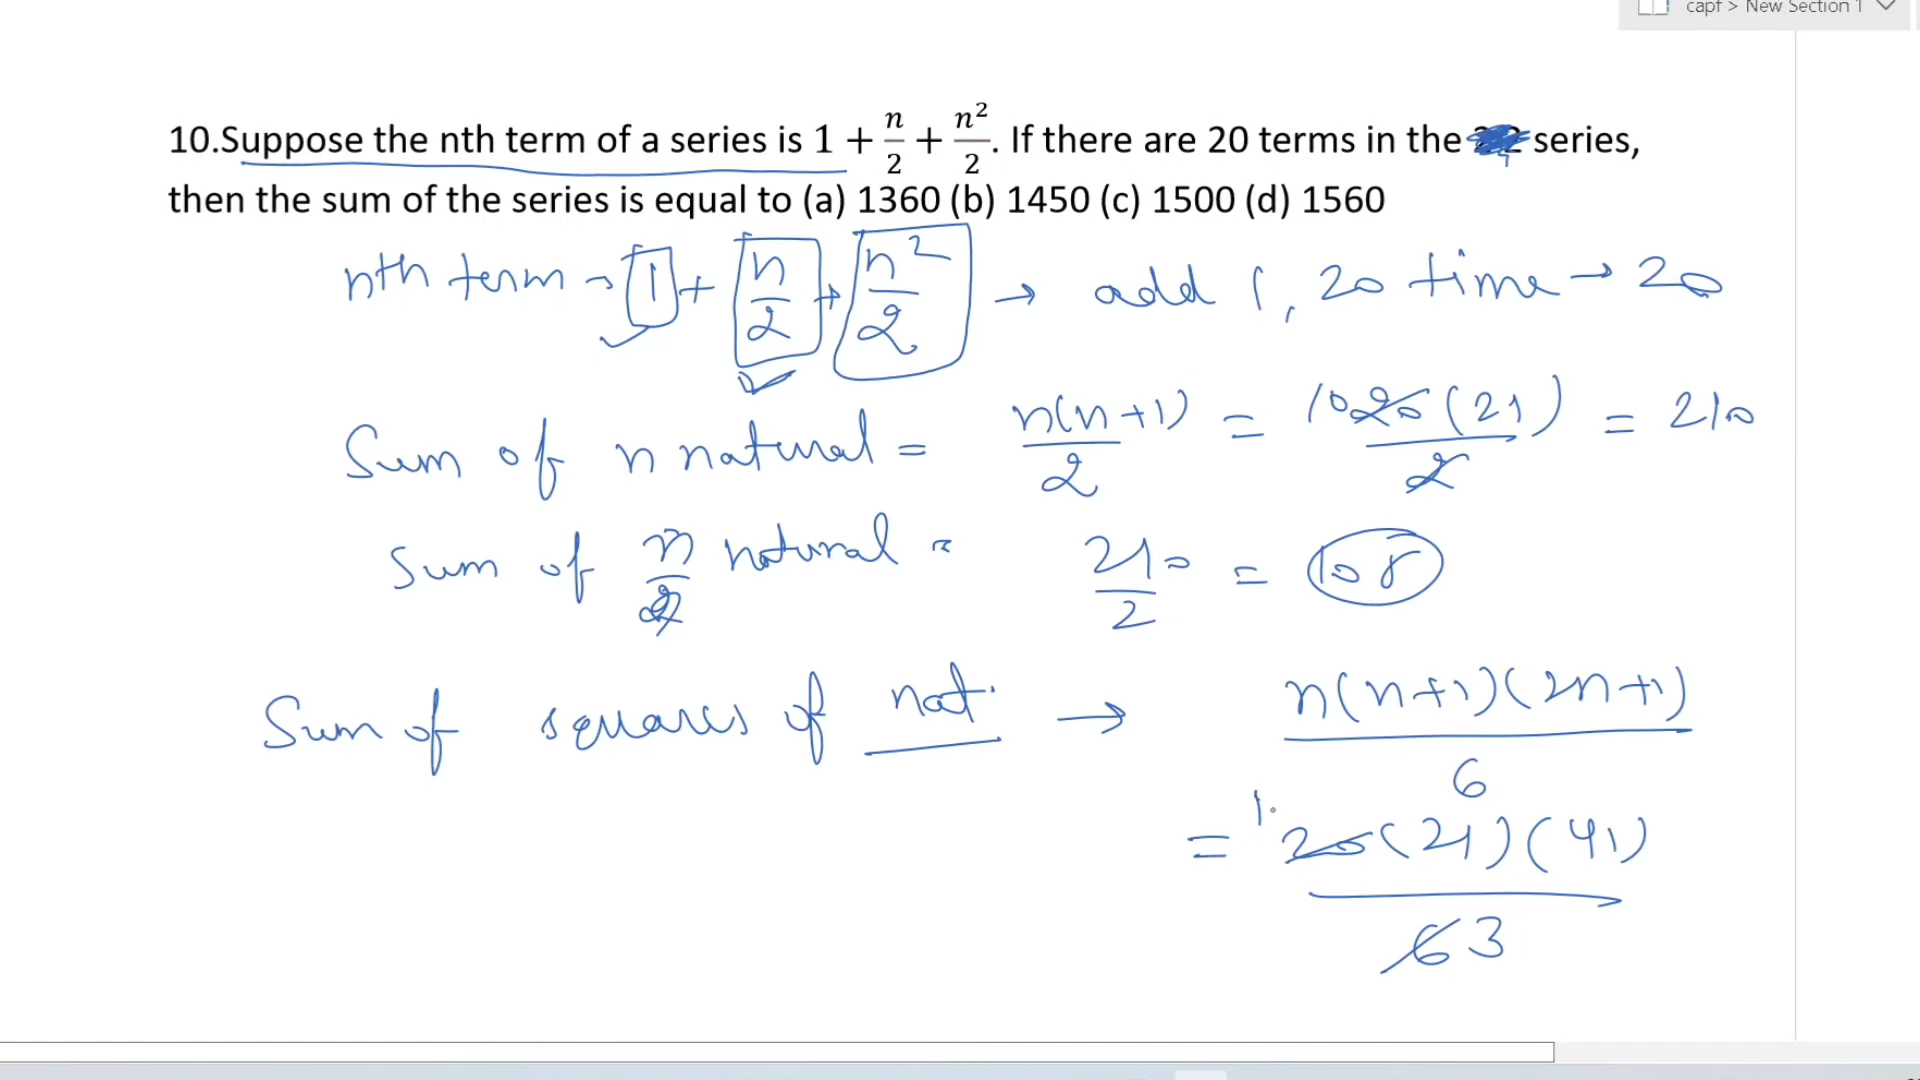 capf > New Section 1
10.Suppose the nth term of a series is 1 + n/2 + n²/2. If there are 20 terms in the series,
then the sum of the series is equal to (a) 1360 (b) 1450 (c) 1500 (d) 1560
nth term → 1 + n/2 + n²/2 → add 1, 20 time → 20
Sum of n natural = n(n+1)/2 = 10 20(21)/2 = 210
Sum of n/2 natural = 210/2 = 105
Sum of squares of nat. → n(n+1)(2n+1)/6
= 1 20(21)(41)/6 3